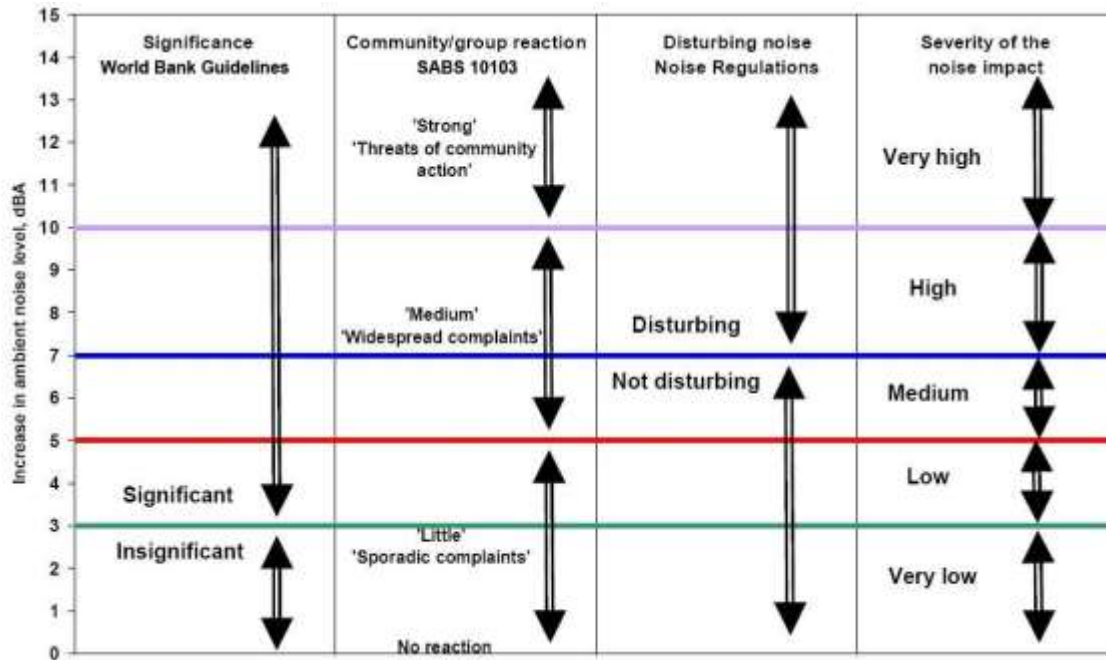 Increase in ambient noise level, dBA
15
14
13
12
11
10
9
8
7
6
5
4
3
2
1
0
Significance
World Bank Guidelines
Significant
Insignificant
Community/group reaction
SABS 10103
'Strong'
'Threats of community
action'
'Medium'
'Widespread complaints'
'Little'
'Sporadic complaints'
No reaction
Disturbing noise
Noise Regulations
Disturbing
Not disturbing
Severity of the
noise impact
Very high
High
Medium
Low
Very low